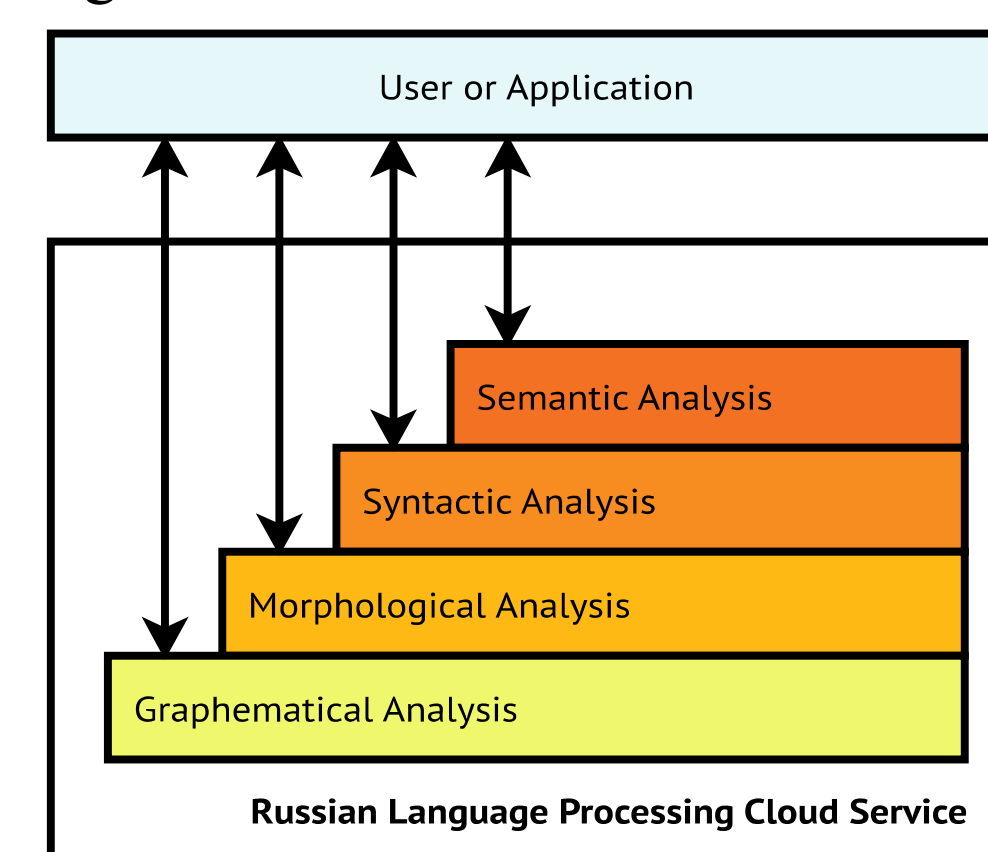 User or Application
Semantic Analysis
Syntactic Analysis
Morphological Analysis
Graphematical Analysis
Russian Language Processing Cloud Service